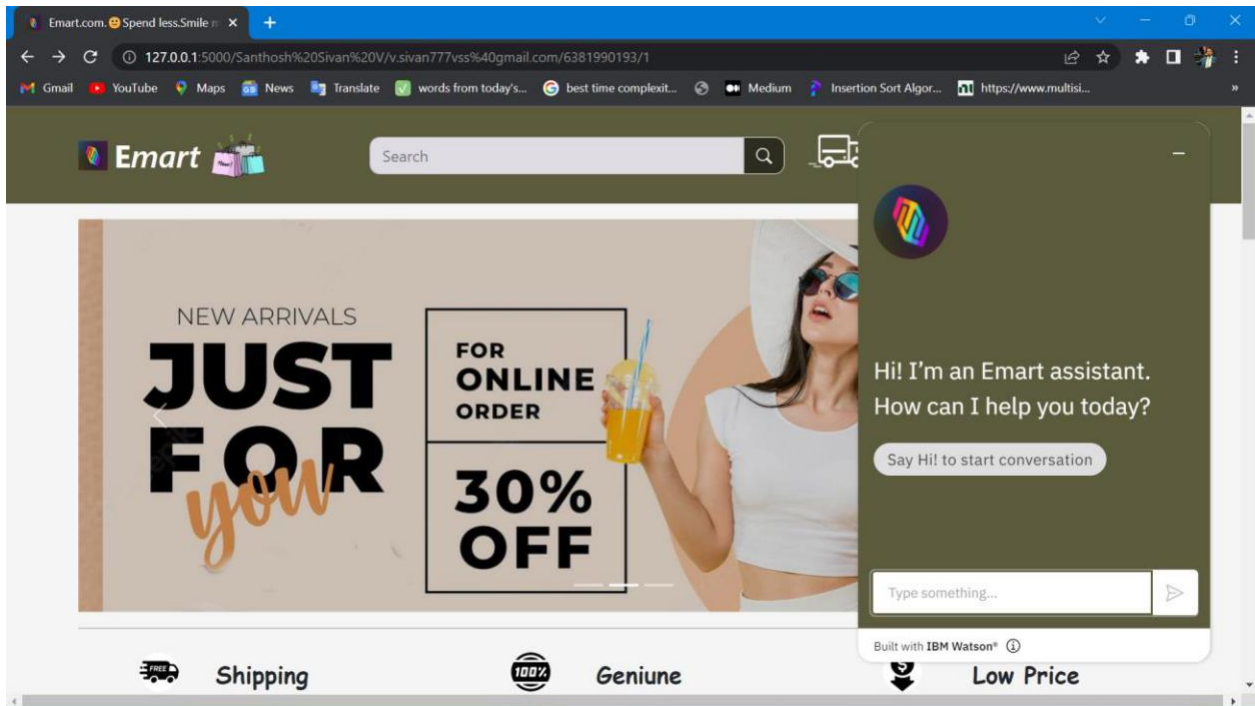 Emart.com.😊Spend less.Smile m
127.0.0.1:5000/Santhosh%20Sivan%20V/v.sivan777vss%40gmail.com/6381990193/1
Gmail YouTube Maps News Translate words from today's... best time complexit... Medium Insertion Sort Algor... https://www.multisi... »
Emart
Search
NEW ARRIVALS
JUST
FOR
you
FOR
ONLINE
ORDER
30%
OFF
Hi! I'm an Emart assistant.
How can I help you today?
Say Hi! to start conversation
Type something...
Built with IBM Watson®
FREE Shipping
100% Geniune
$ Low Price